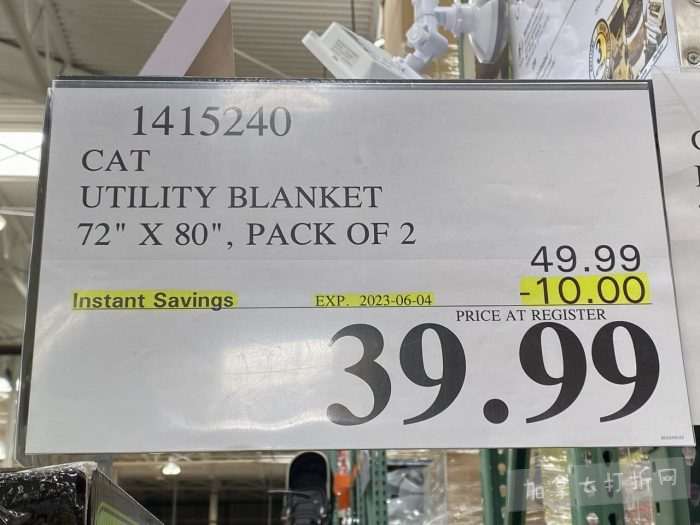 1415240
CAT
UTILITY BLANKET
72" X 80", PACK OF 2
49.99
Instant Savings EXP. 2023-06-04 -10.00
PRICE AT REGISTER
39.99
加拿大打折网